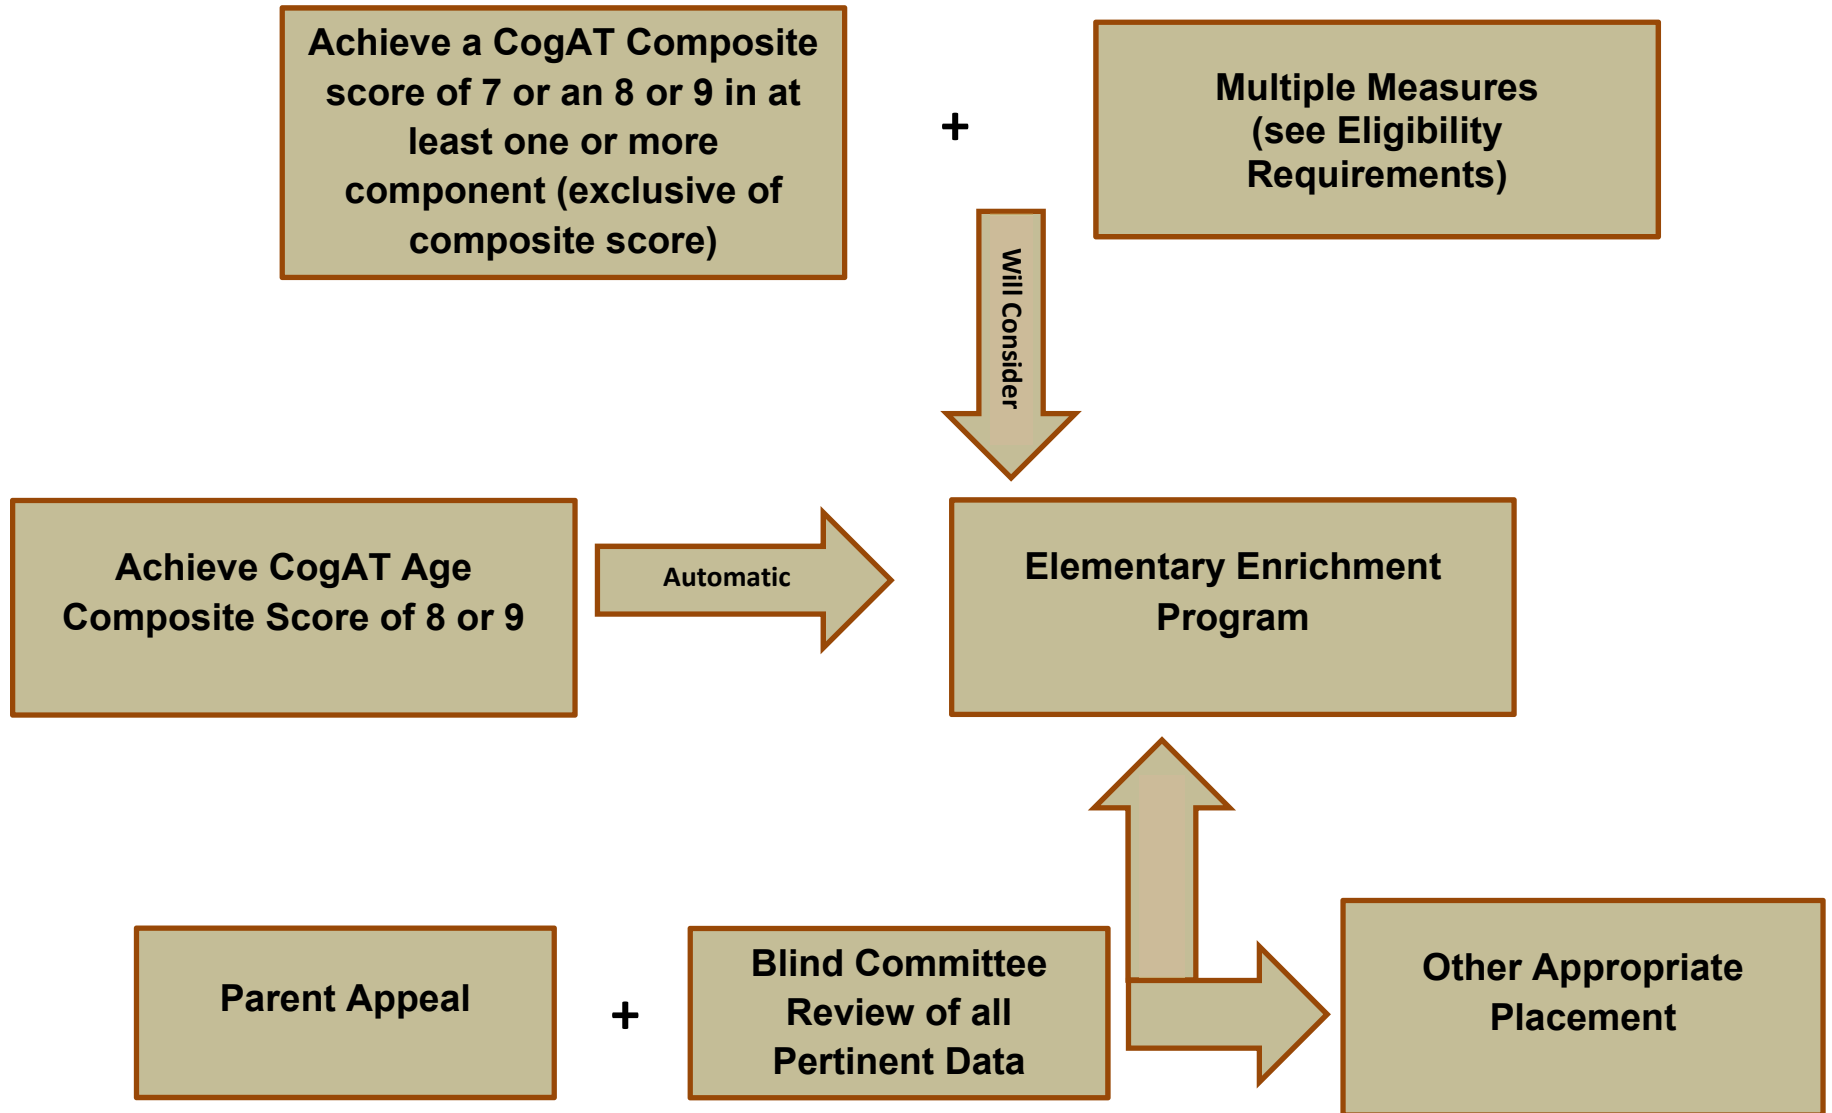 Achieve a CogAT Composite
score of 7 or an 8 or 9 in at
least one or more
component (exclusive of
composite score)
+
Multiple Measures
(see Eligibility
Requirements)
Will Consider
Achieve CogAT Age
Composite Score of 8 or 9
Automatic
Elementary Enrichment
Program
Parent Appeal
+
Blind Committee
Review of all
Pertinent Data
Other Appropriate
Placement